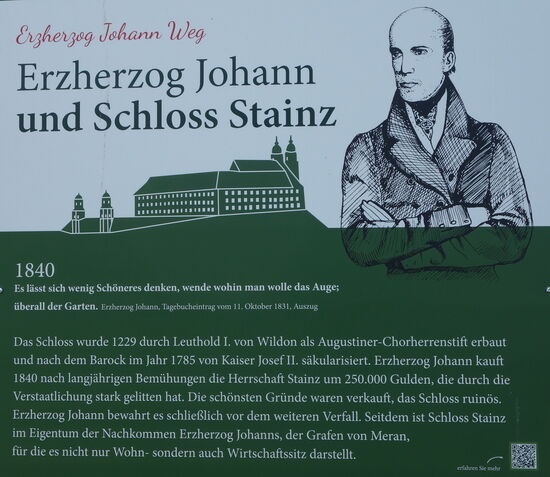 Erzherzog Johann Weg
Erzherzog Johann
und Schloss Stainz
1840
Es lässt sich wenig Schöneres denken, wende wohin man wolle das Auge;
überall der Garten. Erzherzog Johann, Tagebucheintrag vom 11. Oktober 1831, Auszug
Das Schloss wurde 1229 durch Leuthold I. von Wildon als Augustiner-Chorherrenstift erbaut
und nach dem Barock im Jahr 1785 von Kaiser Josef II. säkularisiert. Erzherzog Johann kauft
1840 nach langjährigen Bemühungen die Herrschaft Stainz um 250.000 Gulden, die durch die
Verstaatlichung stark gelitten hat. Die schönsten Gründe waren verkauft, das Schloss ruinös.
Erzherzog Johann bewahrt es schließlich vor dem weiteren Verfall. Seitdem ist Schloss Stainz
im Eigentum der Nachkommen Erzherzog Johanns, der Grafen von Meran,
für die es nicht nur Wohn- sondern auch Wirtschaftssitz darstellt.
erfahren Sie mehr